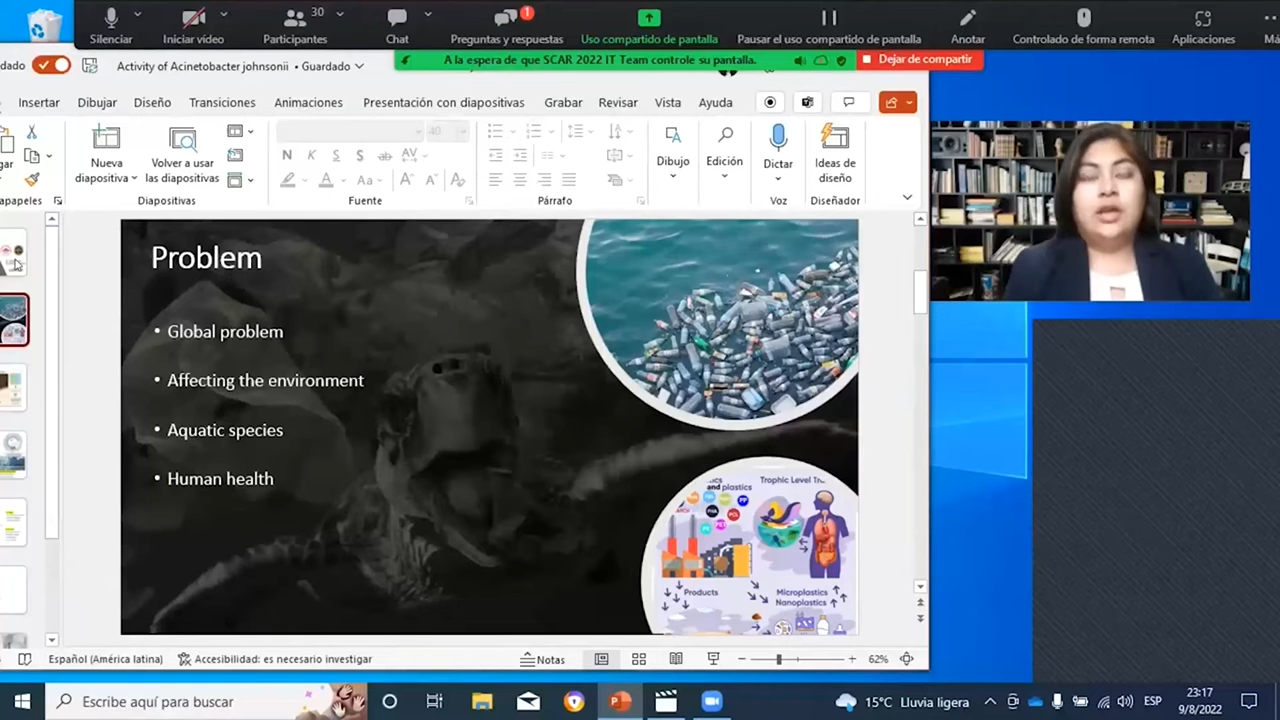 30
1
Silenciar
Iniciar video
Participantes
Chat
Preguntas y respuestas
Uso compartido de pantalla
Pausar el uso compartido de pantalla
Anotar
Controlado de forma remota
Aplicaciones
A la espera de que SCAR 2022 IT Team controle su pantalla.
Dejar de compartir
Activity of Acinetobacter johnsonii • Guardado
Insertar
Dibujar
Diseño
Transiciones
Animaciones
Presentación con diapositivas
Grabar
Revisar
Vista
Ayuda
Nueva
diapositiva
Volver a usar
las diapositivas
40
Dibujo
Edición
Dictar
Ideas de
diseño
Diapositivas
Fuente
Párrafo
Voz
Diseñador
Problem
• Global problem
• Affecting the environment
• Aquatic species
• Human health
and plastics
Trophic Level
Products
Microplastics
Nanoplastics
Español (América latina)
Accesibilidad: es necesario investigar
Notas
62%
Escribe aquí para buscar
15°C Lluvia ligera
ESP
23:17
9/8/2022